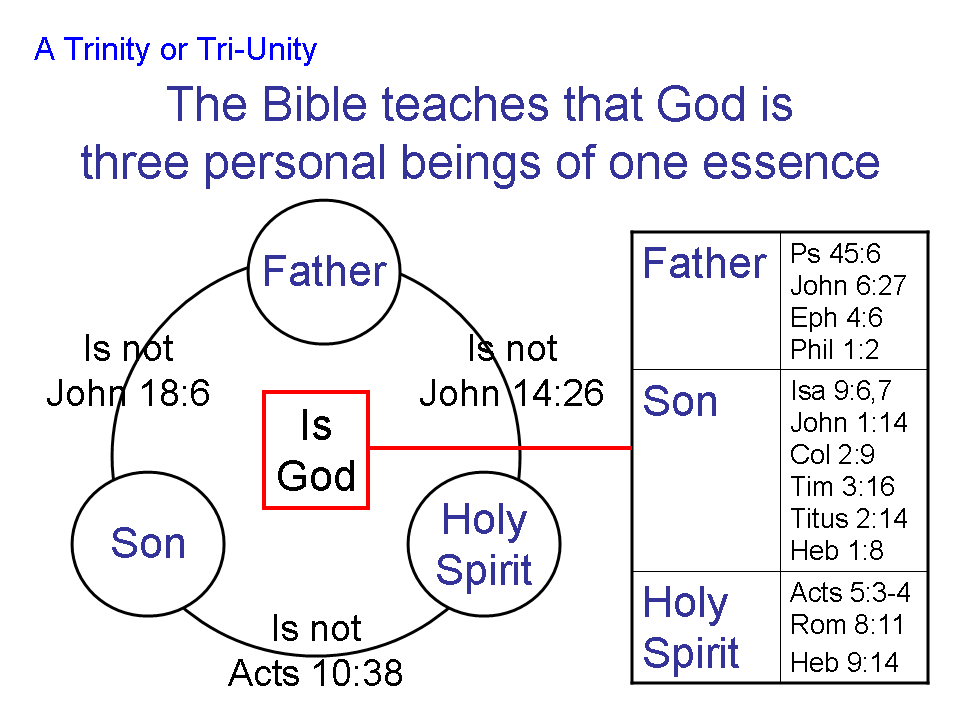 A Trinity or Tri-Unity
The Bible teaches that God is
three personal beings of one essence
Father
Is not
John 18:6
Is not
John 14:26
Is
God
Son
Holy
Spirit
Is not
Acts 10:38
Father
Ps 45:6
John 6:27
Eph 4:6
Phil 1:2
Son
Isa 9:6,7
John 1:14
Col 2:9
Tim 3:16
Titus 2:14
Heb 1:8
Holy
Spirit
Acts 5:3-4
Rom 8:11
Heb 9:14